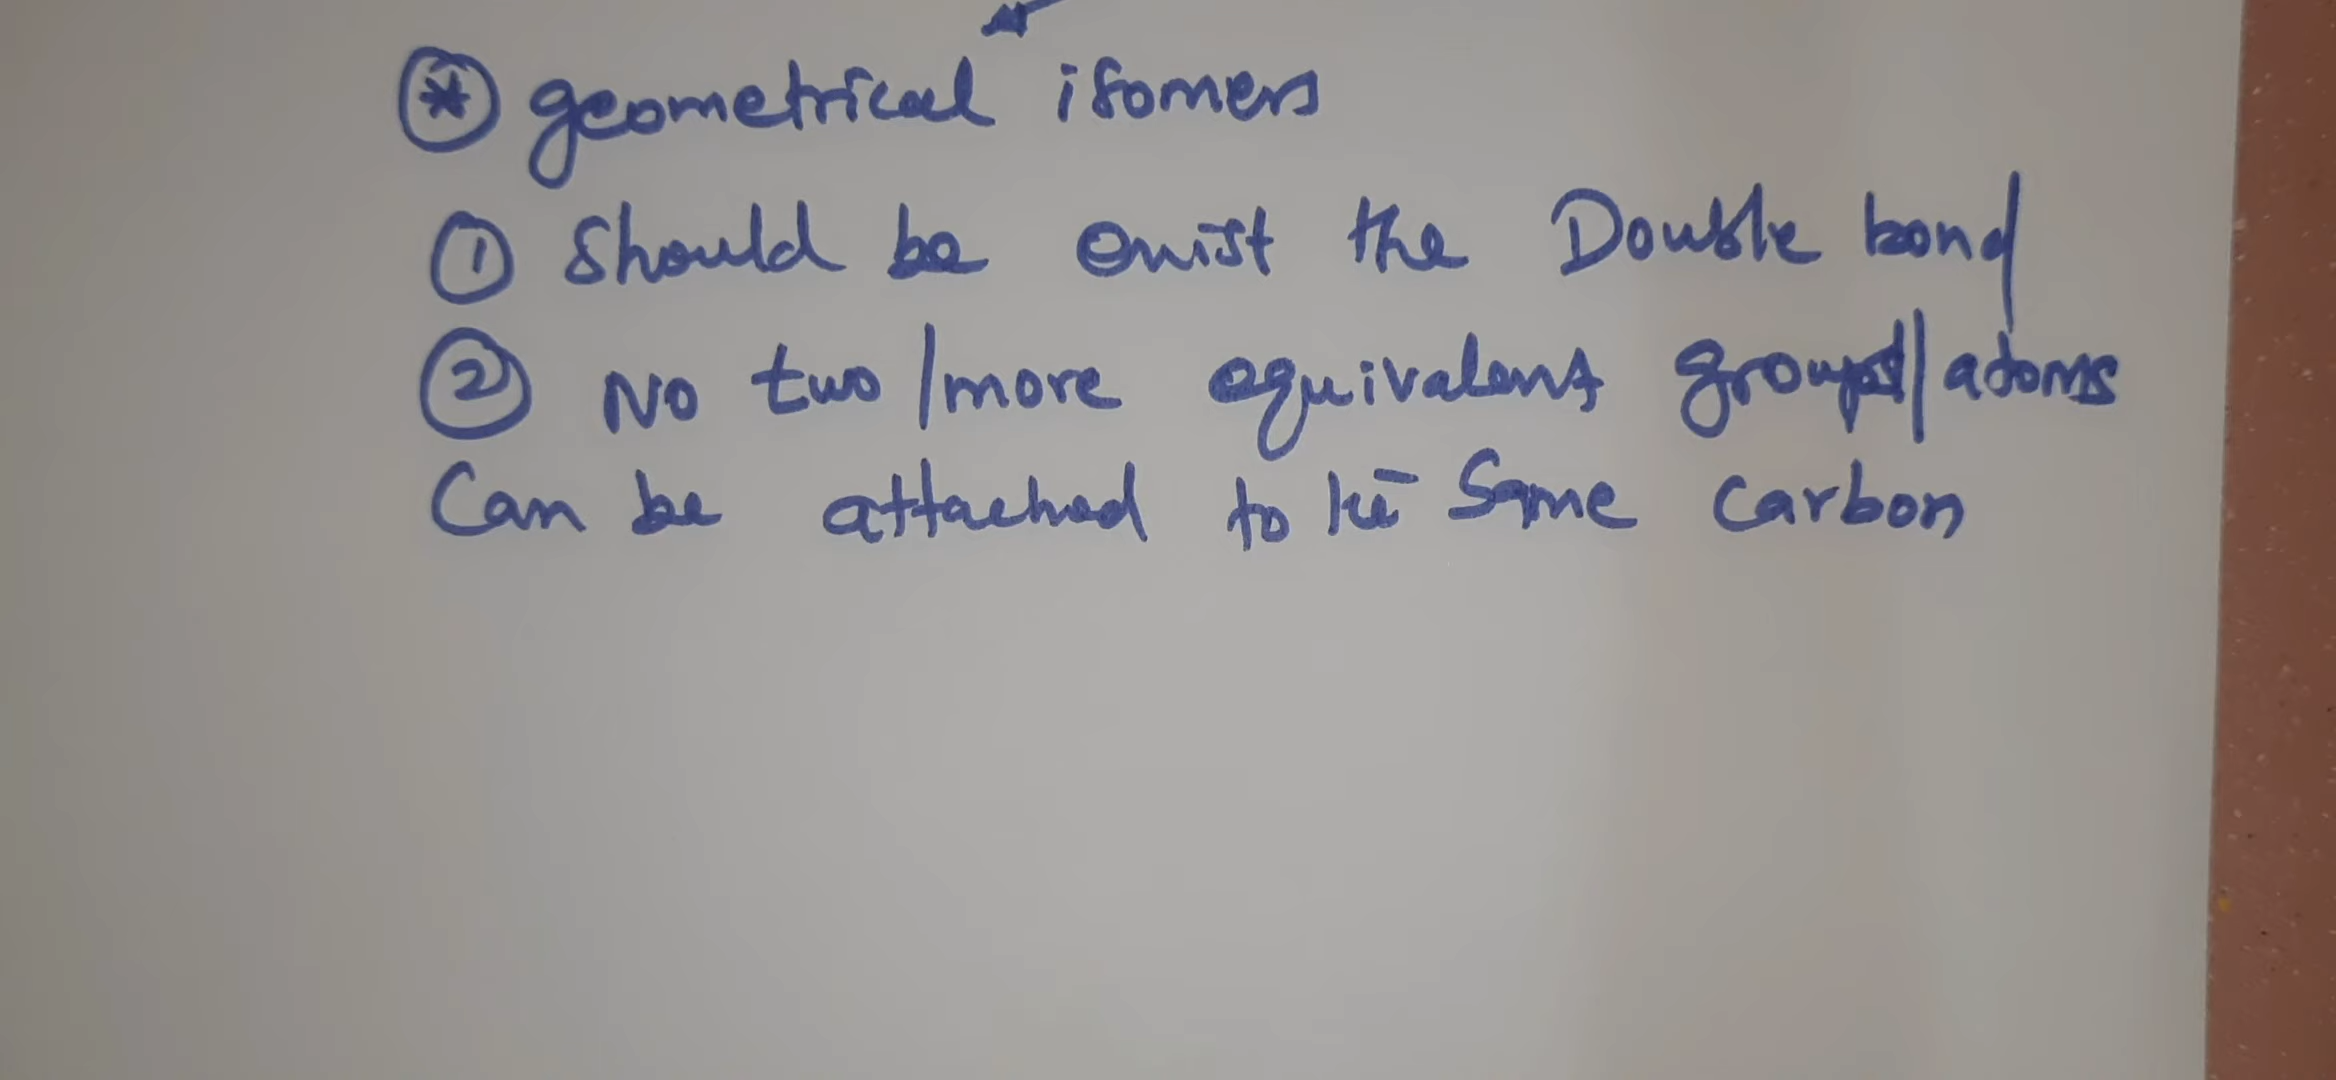 * geometrical isomers
① Should be exist the Double bond
② No two/more equivalent groups/atoms
Can be attached to the Same Carbon